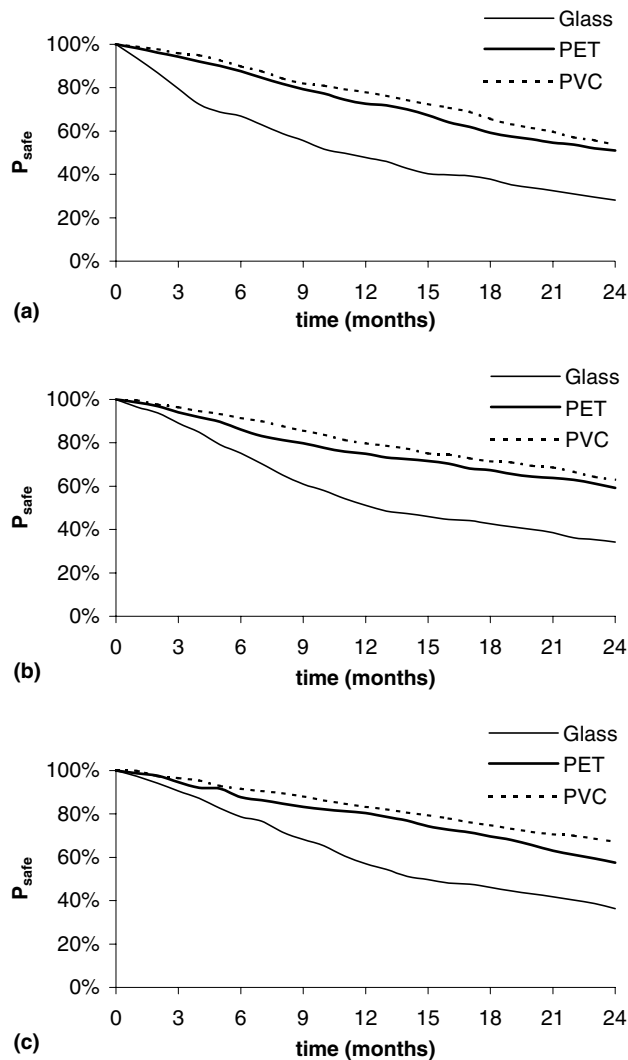 Glass
PET
PVC
100%
80%
60%
40%
20%
0%
P_safe
0 3 6 9 12 15 18 21 24
time (months)
(a)
Glass
PET
PVC
100%
80%
60%
40%
20%
0%
P_safe
0 3 6 9 12 15 18 21 24
time (months)
(b)
Glass
PET
PVC
100%
80%
60%
40%
20%
0%
P_safe
0 3 6 9 12 15 18 21 24
time (months)
(c)